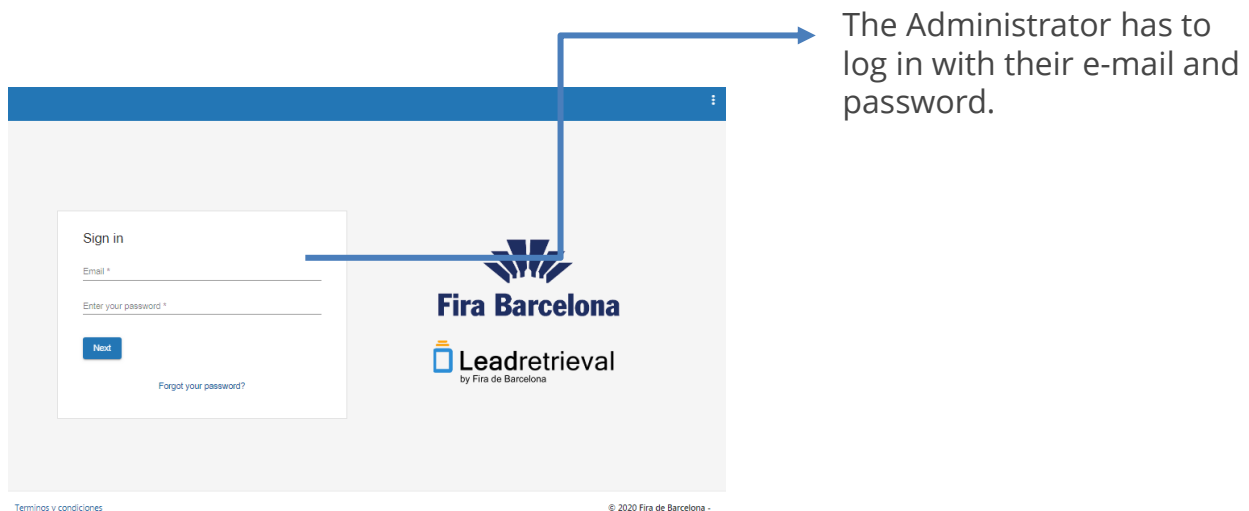 The Administrator has to
log in with their e-mail and
password.
Sign in
Email *
Enter your password *
Next
Forgot your password?
Fira Barcelona
Leadretrieval
by Fira de Barcelona
Terminos y condiciones
© 2020 Fira de Barcelona -